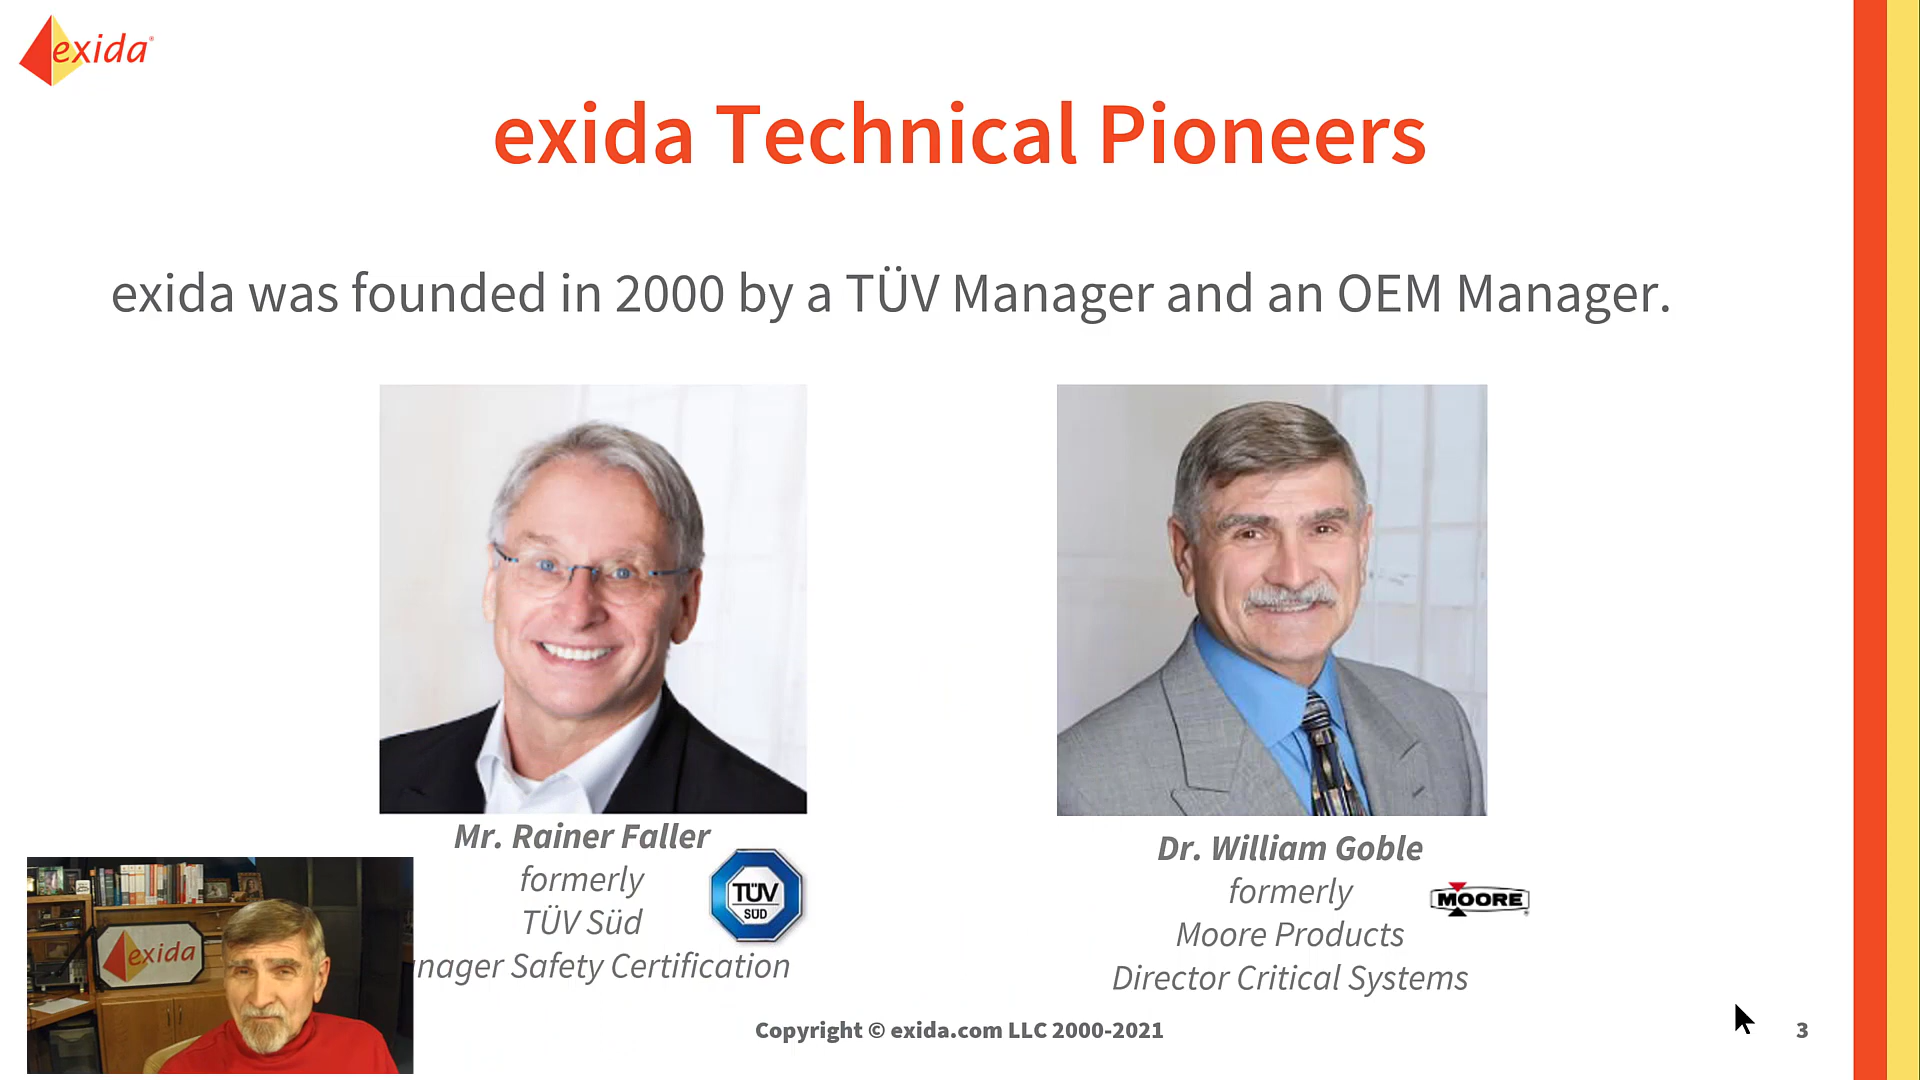 exida
exida Technical Pioneers
exida was founded in 2000 by a TÜV Manager and an OEM Manager.
Mr. Rainer Faller
formerly
TÜV Süd
nager Safety Certification
TÜV
SÜD
Dr. William Goble
formerly
Moore Products
Director Critical Systems
MOORE
exida
Copyright © exida.com LLC 2000-2021
3